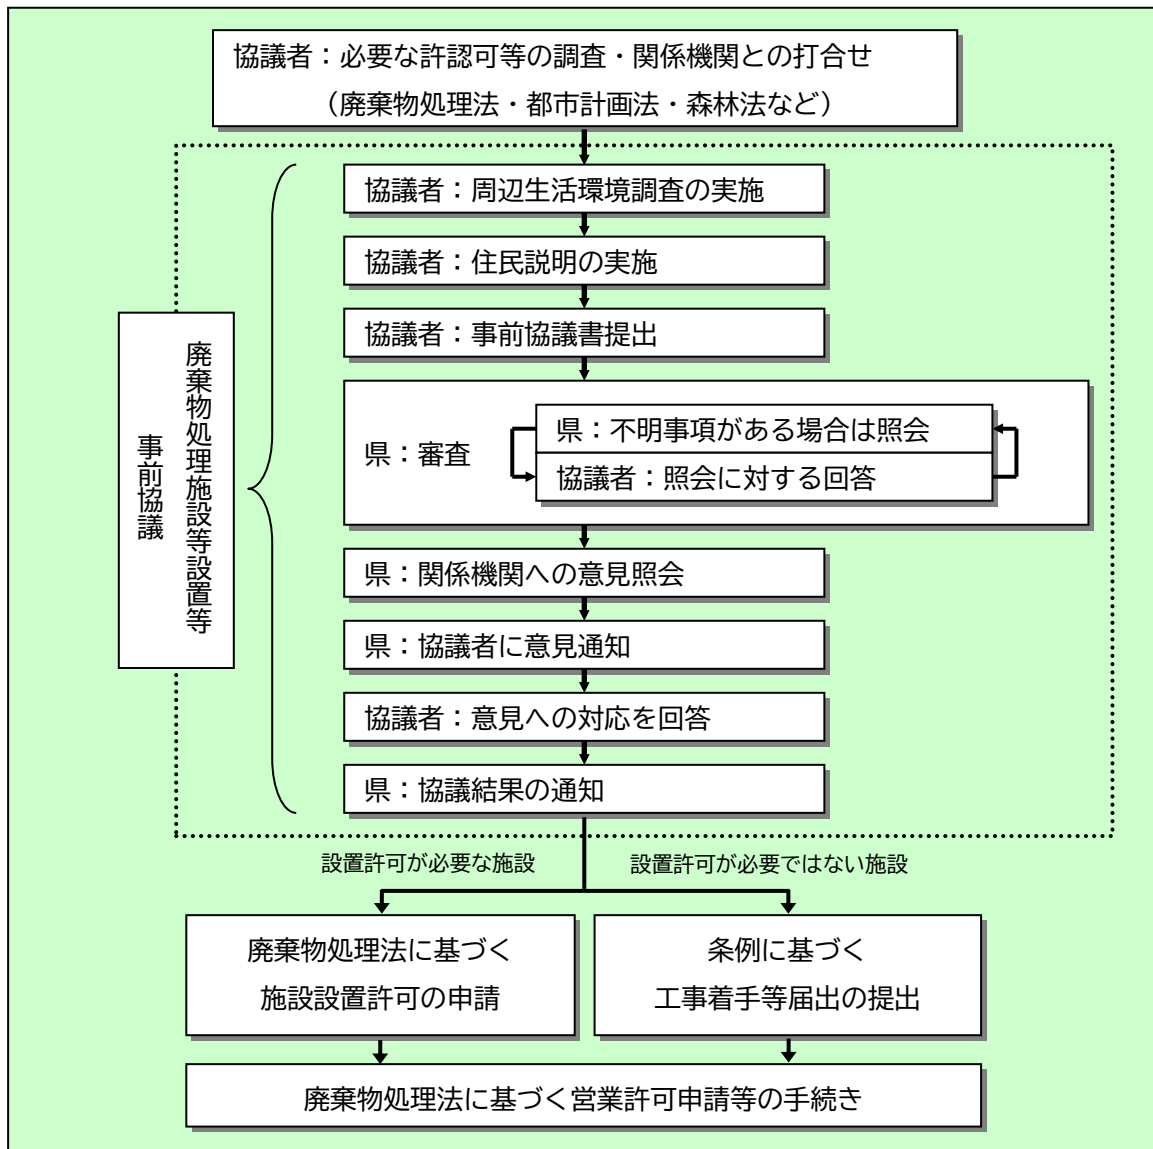 協議者：必要な許認可等の調査・関係機関との打合せ
（廃棄物処理法・都市計画法・森林法など）
協議者：周辺生活環境調査の実施
協議者：住民説明の実施
協議者：事前協議書提出
廃棄物処理施設等設置等
事前協議
県：審査
県：不明事項がある場合は照会
協議者：照会に対する回答
県：関係機関への意見照会
県：協議者に意見通知
協議者：意見への対応を回答
県：協議結果の通知
設置許可が必要な施設
設置許可が必要ではない施設
廃棄物処理法に基づく
施設設置許可の申請
条例に基づく
工事着手等届出の提出
廃棄物処理法に基づく営業許可申請等の手続き